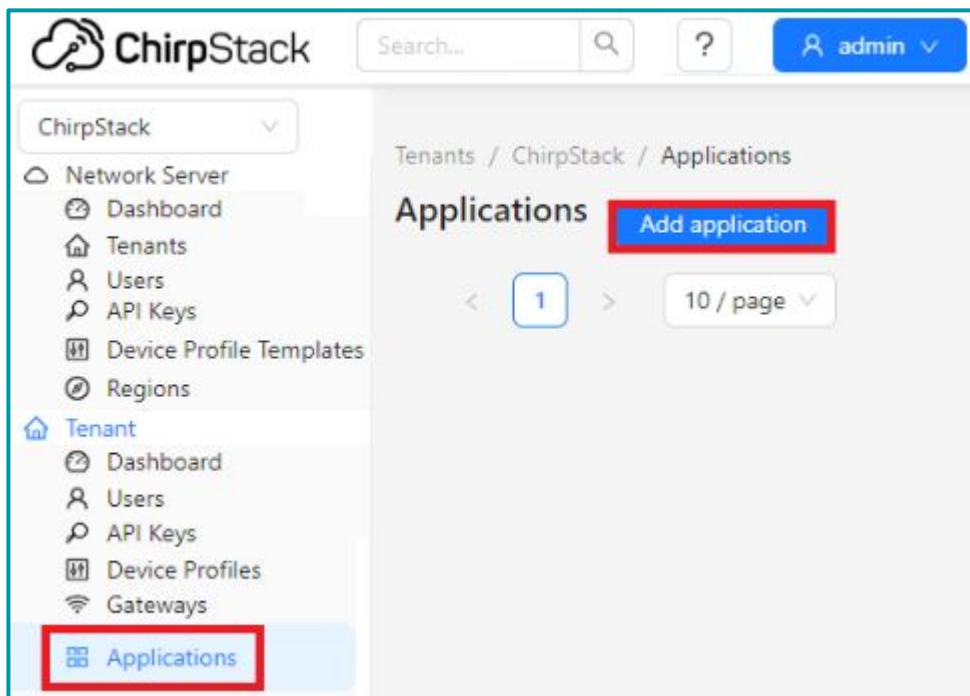 ChirpStack
Search...
?
admin
ChirpStack
Network Server
Dashboard
Tenants
Users
API Keys
Device Profile Templates
Regions
Tenant
Dashboard
Users
API Keys
Device Profiles
Gateways
Applications
Tenants / ChirpStack / Applications
Applications
Add application
< 1 > 10 / page